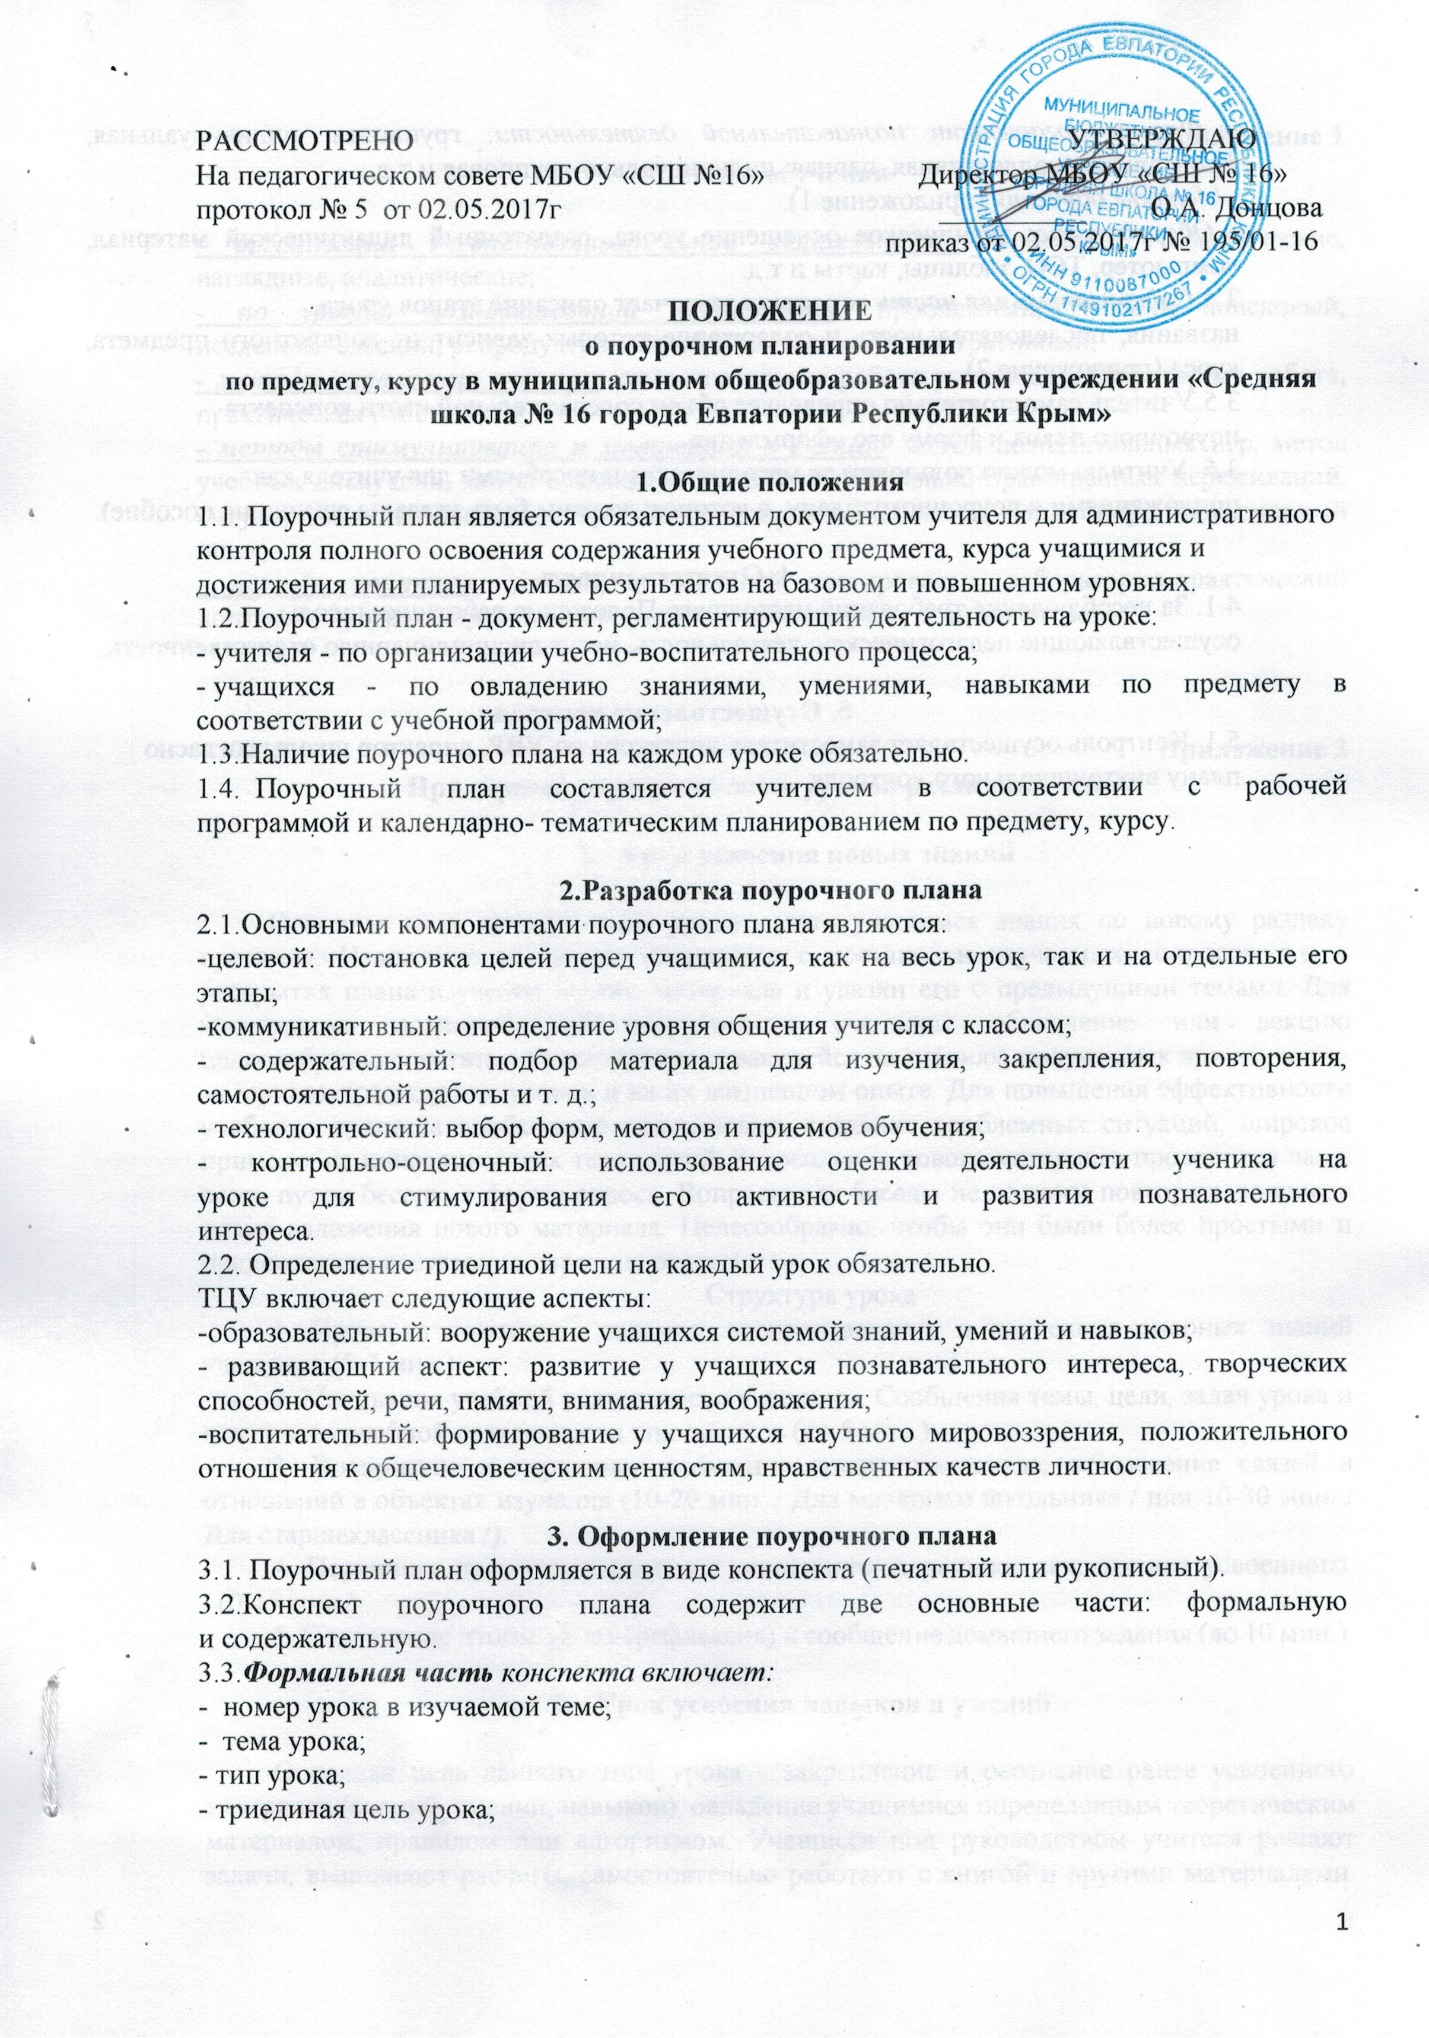 РАССМОТРЕНО
На педагогическом совете МБОУ «СШ №16»
протокол № 5 от 02.05.2017г
УТВЕРЖДАЮ
Директор МБОУ «СШ № 16»
О.А. Донцова
приказ от 02.05.2017г № 195/01-16
МУНИЦИПАЛЬНОЕ
БЮДЖЕТНОЕ
ОБЩЕОБРАЗОВАТЕЛЬНОЕ
ШКОЛА № 16
ГОРОДА ЕВПАТОРИИ
РЕСПУБЛИКИ
КРЫМ»
ИНН 9110087000
ОГРН 1149102177267
ПОЛОЖЕНИЕ
о поурочном планировании
по предмету, курсу в муниципальном общеобразовательном учреждении «Средняя
школа № 16 города Евпатории Республики Крым»
1.Общие положения
1.1. Поурочный план является обязательным документом учителя для административного
контроля полного освоения содержания учебного предмета, курса учащимися и
достижения ими планируемых результатов на базовом и повышенном уровнях.
1.2.Поурочный план - документ, регламентирующий деятельность на уроке:
- учителя - по организации учебно-воспитательного процесса;
- учащихся - по овладению знаниями, умениями, навыками по предмету в
соответствии с учебной программой;
1.3.Наличие поурочного плана на каждом уроке обязательно.
1.4. Поурочный план составляется учителем в соответствии с рабочей
программой и календарно- тематическим планированием по предмету, курсу.
2.Разработка поурочного плана
2.1.Основными компонентами поурочного плана являются:
-целевой: постановка целей перед учащимися, как на весь урок, так и на отдельные его
этапы;
-коммуникативный: определение уровня общения учителя с классом;
- содержательный: подбор материала для изучения, закрепления, повторения,
самостоятельной работы и т. д.;
- технологический: выбор форм, методов и приемов обучения;
- контрольно-оценочный: использование оценки деятельности ученика на
уроке для стимулирования его активности и развития познавательного
интереса.
2.2. Определение триединой цели на каждый урок обязательно.
ТЦУ включает следующие аспекты:
-образовательный: вооружение учащихся системой знаний, умений и навыков;
- развивающий аспект: развитие у учащихся познавательного интереса, творческих
способностей, речи, памяти, внимания, воображения;
-воспитательный: формирование у учащихся научного мировоззрения, положительного
отношения к общечеловеческим ценностям, нравственных качеств личности.
3. Оформление поурочного плана
3.1. Поурочный план оформляется в виде конспекта (печатный или рукописный).
3.2.Конспект поурочного плана содержит две основные части: формальную
и содержательную.
3.3.Формальная часть конспекта включает:
- номер урока в изучаемой теме;
- тема урока;
- тип урока;
- триединая цель урока;
1